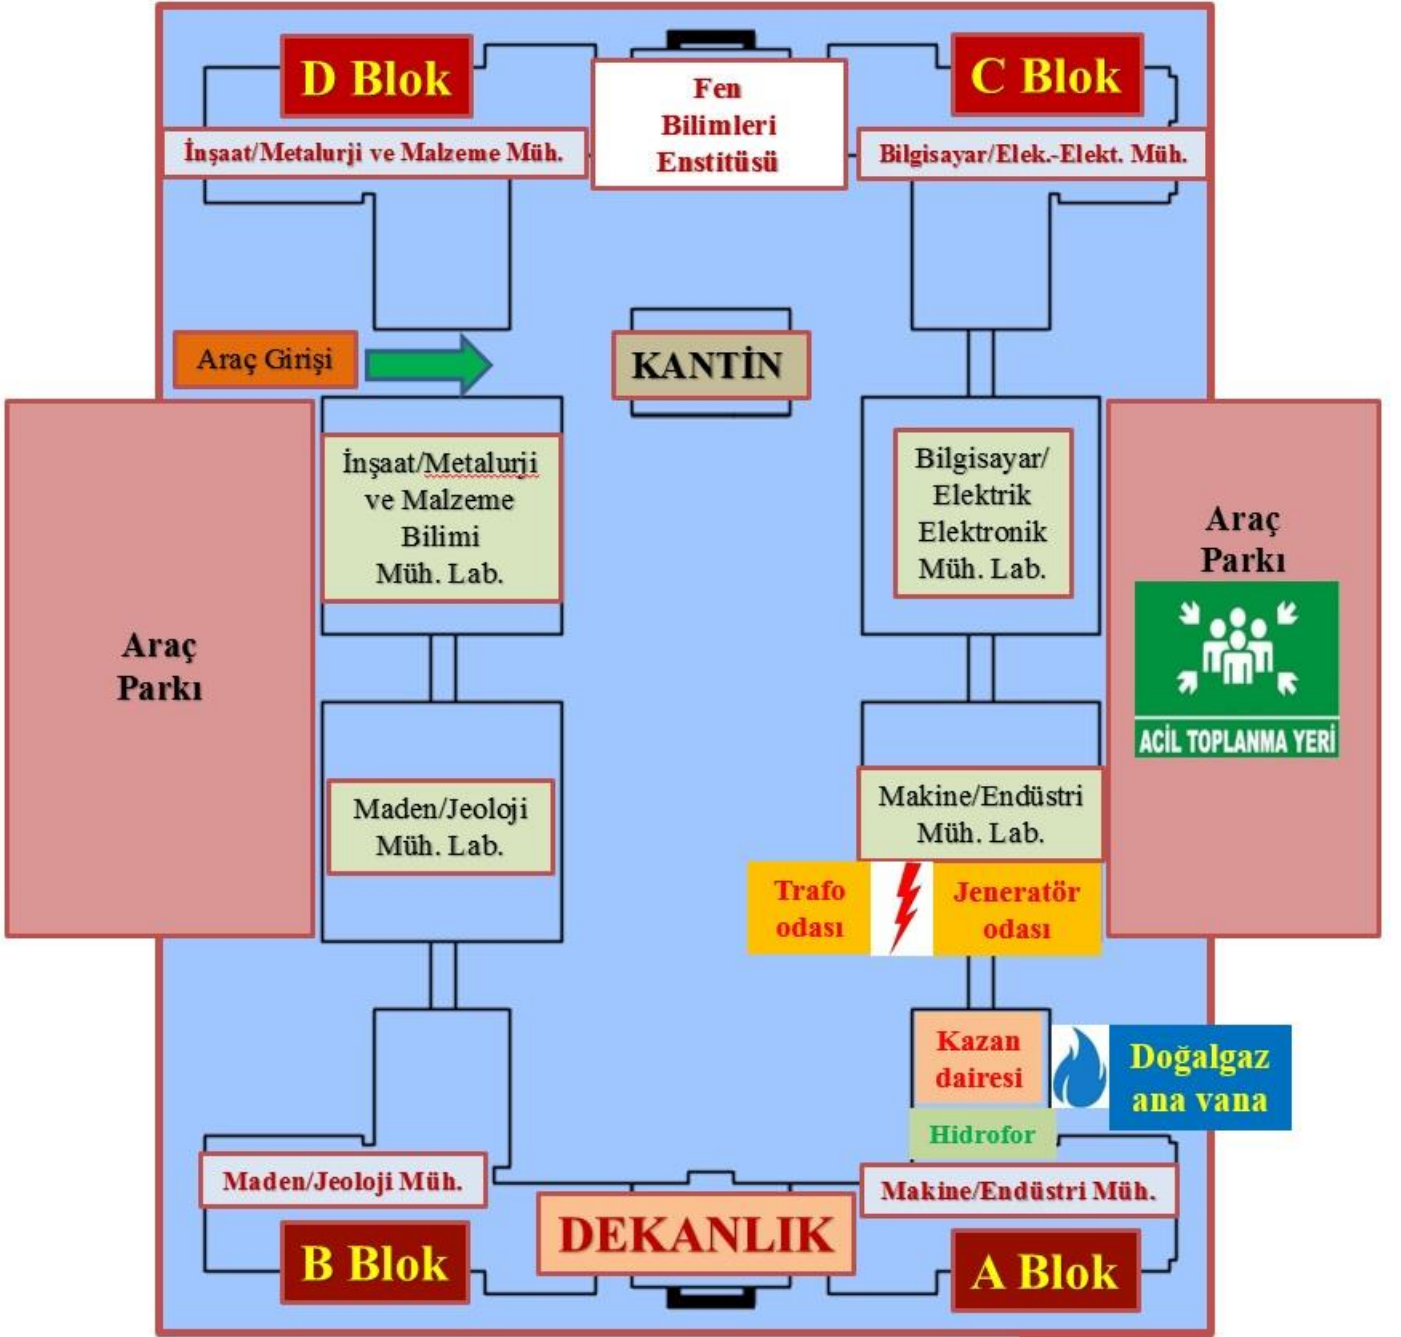 D Blok
İnşaat/Metalurji ve Malzeme Müh.
Fen
Bilimleri
Enstitüsü
C Blok
Bilgisayar/Elek.-Elekt. Müh.
Araç Girişi
KANTİN
İnşaat/Metalurji
ve Malzeme
Bilimi
Müh. Lab.
Bilgisayar/
Elektrik
Elektronik
Müh. Lab.
Araç
Parkı
Araç
Parkı
ACİL TOPLANMA YERİ
Maden/Jeoloji
Müh. Lab.
Makine/Endüstri
Müh. Lab.
Trafo
odası
Jeneratör
odası
Kazan
dairesi
Doğalgaz
ana vana
Hidrofor
Maden/Jeoloji Müh.
B Blok
DEKANLIK
Makine/Endüstri Müh.
A Blok